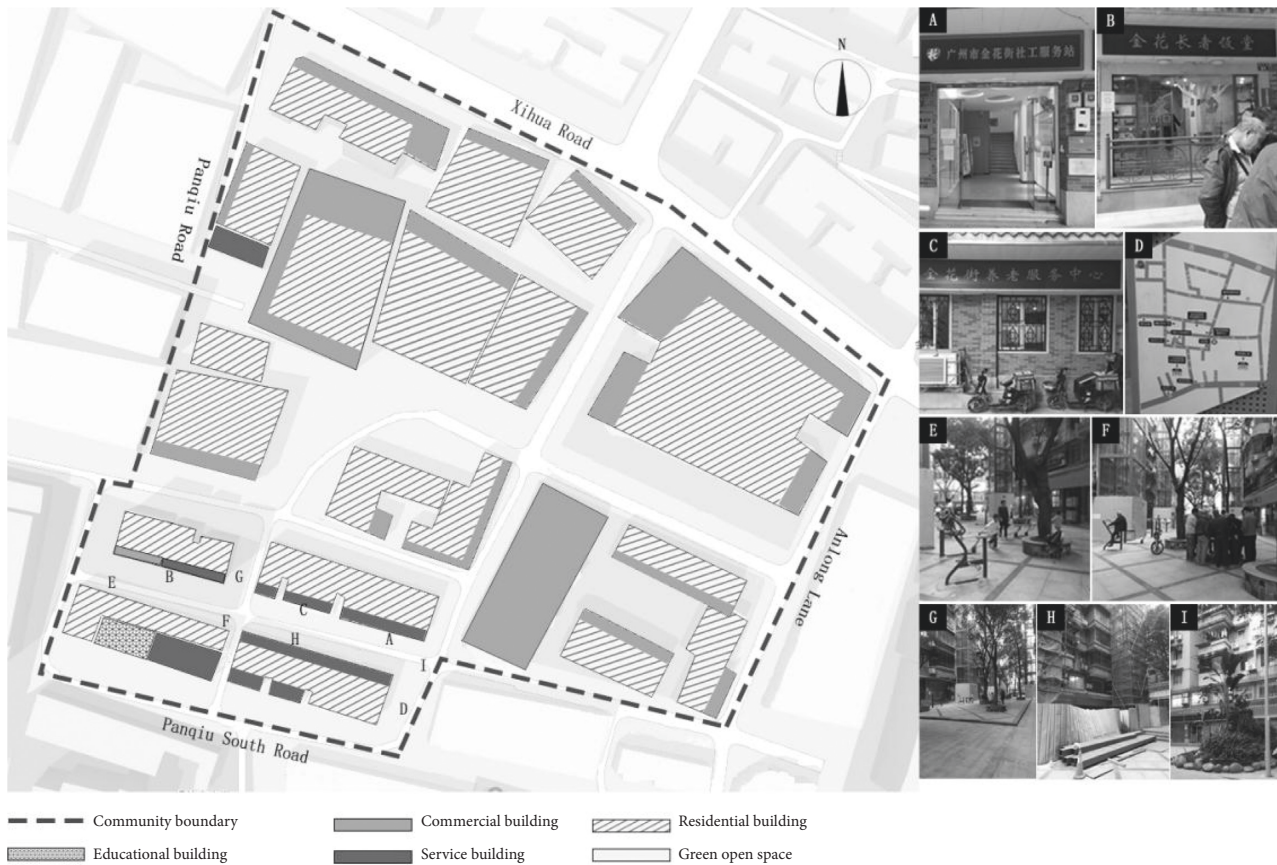 Xihua Road
N
Panqiu Road
Anlong Lane
E
B
G
C
F
H
A
I
D
Panqiu South Road
A
广州市金花街社工服务站
B
金花长者饭堂
C
金花街养老服务中心
D
E
F
G
H
I
Community boundary
Commercial building
Residential building
Educational building
Service building
Green open space